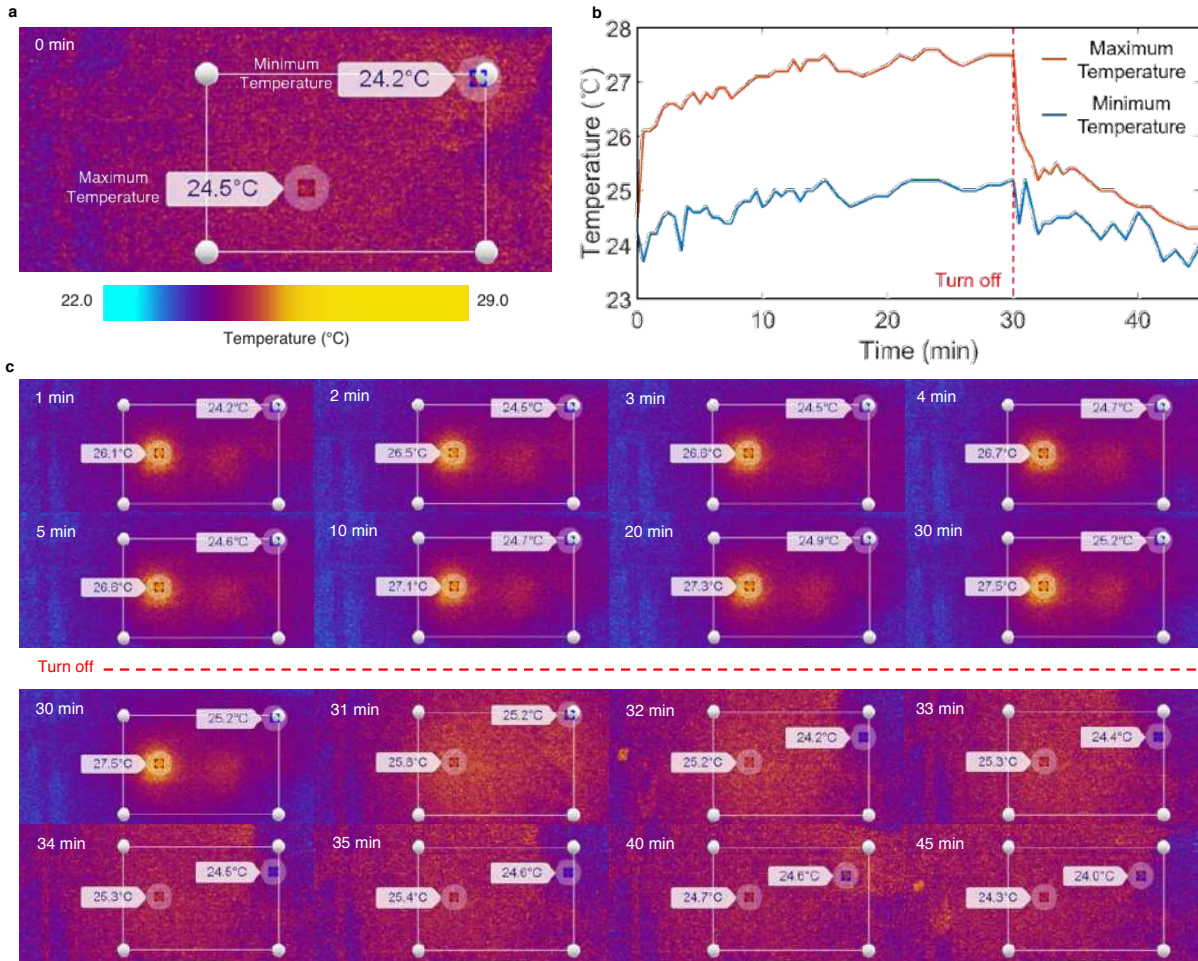 a
0 min
Minimum
Temperature
24.2°C
Maximum
Temperature
24.5°C
22.0
29.0
Temperature (°C)
b
28
27
26
25
24
23
Temperature (℃)
Maximum
Temperature
Minimum
Temperature
Turn off
0
10
20
30
40
Time (min)
c
1 min
24.2°C
26.1°C
2 min
24.5°C
26.5°C
3 min
24.5°C
26.6°C
4 min
24.7°C
26.7°C
5 min
24.6°C
26.6°C
10 min
24.7°C
27.1°C
20 min
24.9°C
27.3°C
30 min
25.2°C
27.5°C
Turn off
30 min
25.2°C
27.5°C
31 min
25.2°C
25.8°C
32 min
24.2°C
25.2°C
33 min
24.4°C
25.3°C
34 min
24.5°C
25.3°C
35 min
24.6°C
25.4°C
40 min
24.6°C
24.7°C
45 min
24.0°C
24.3°C